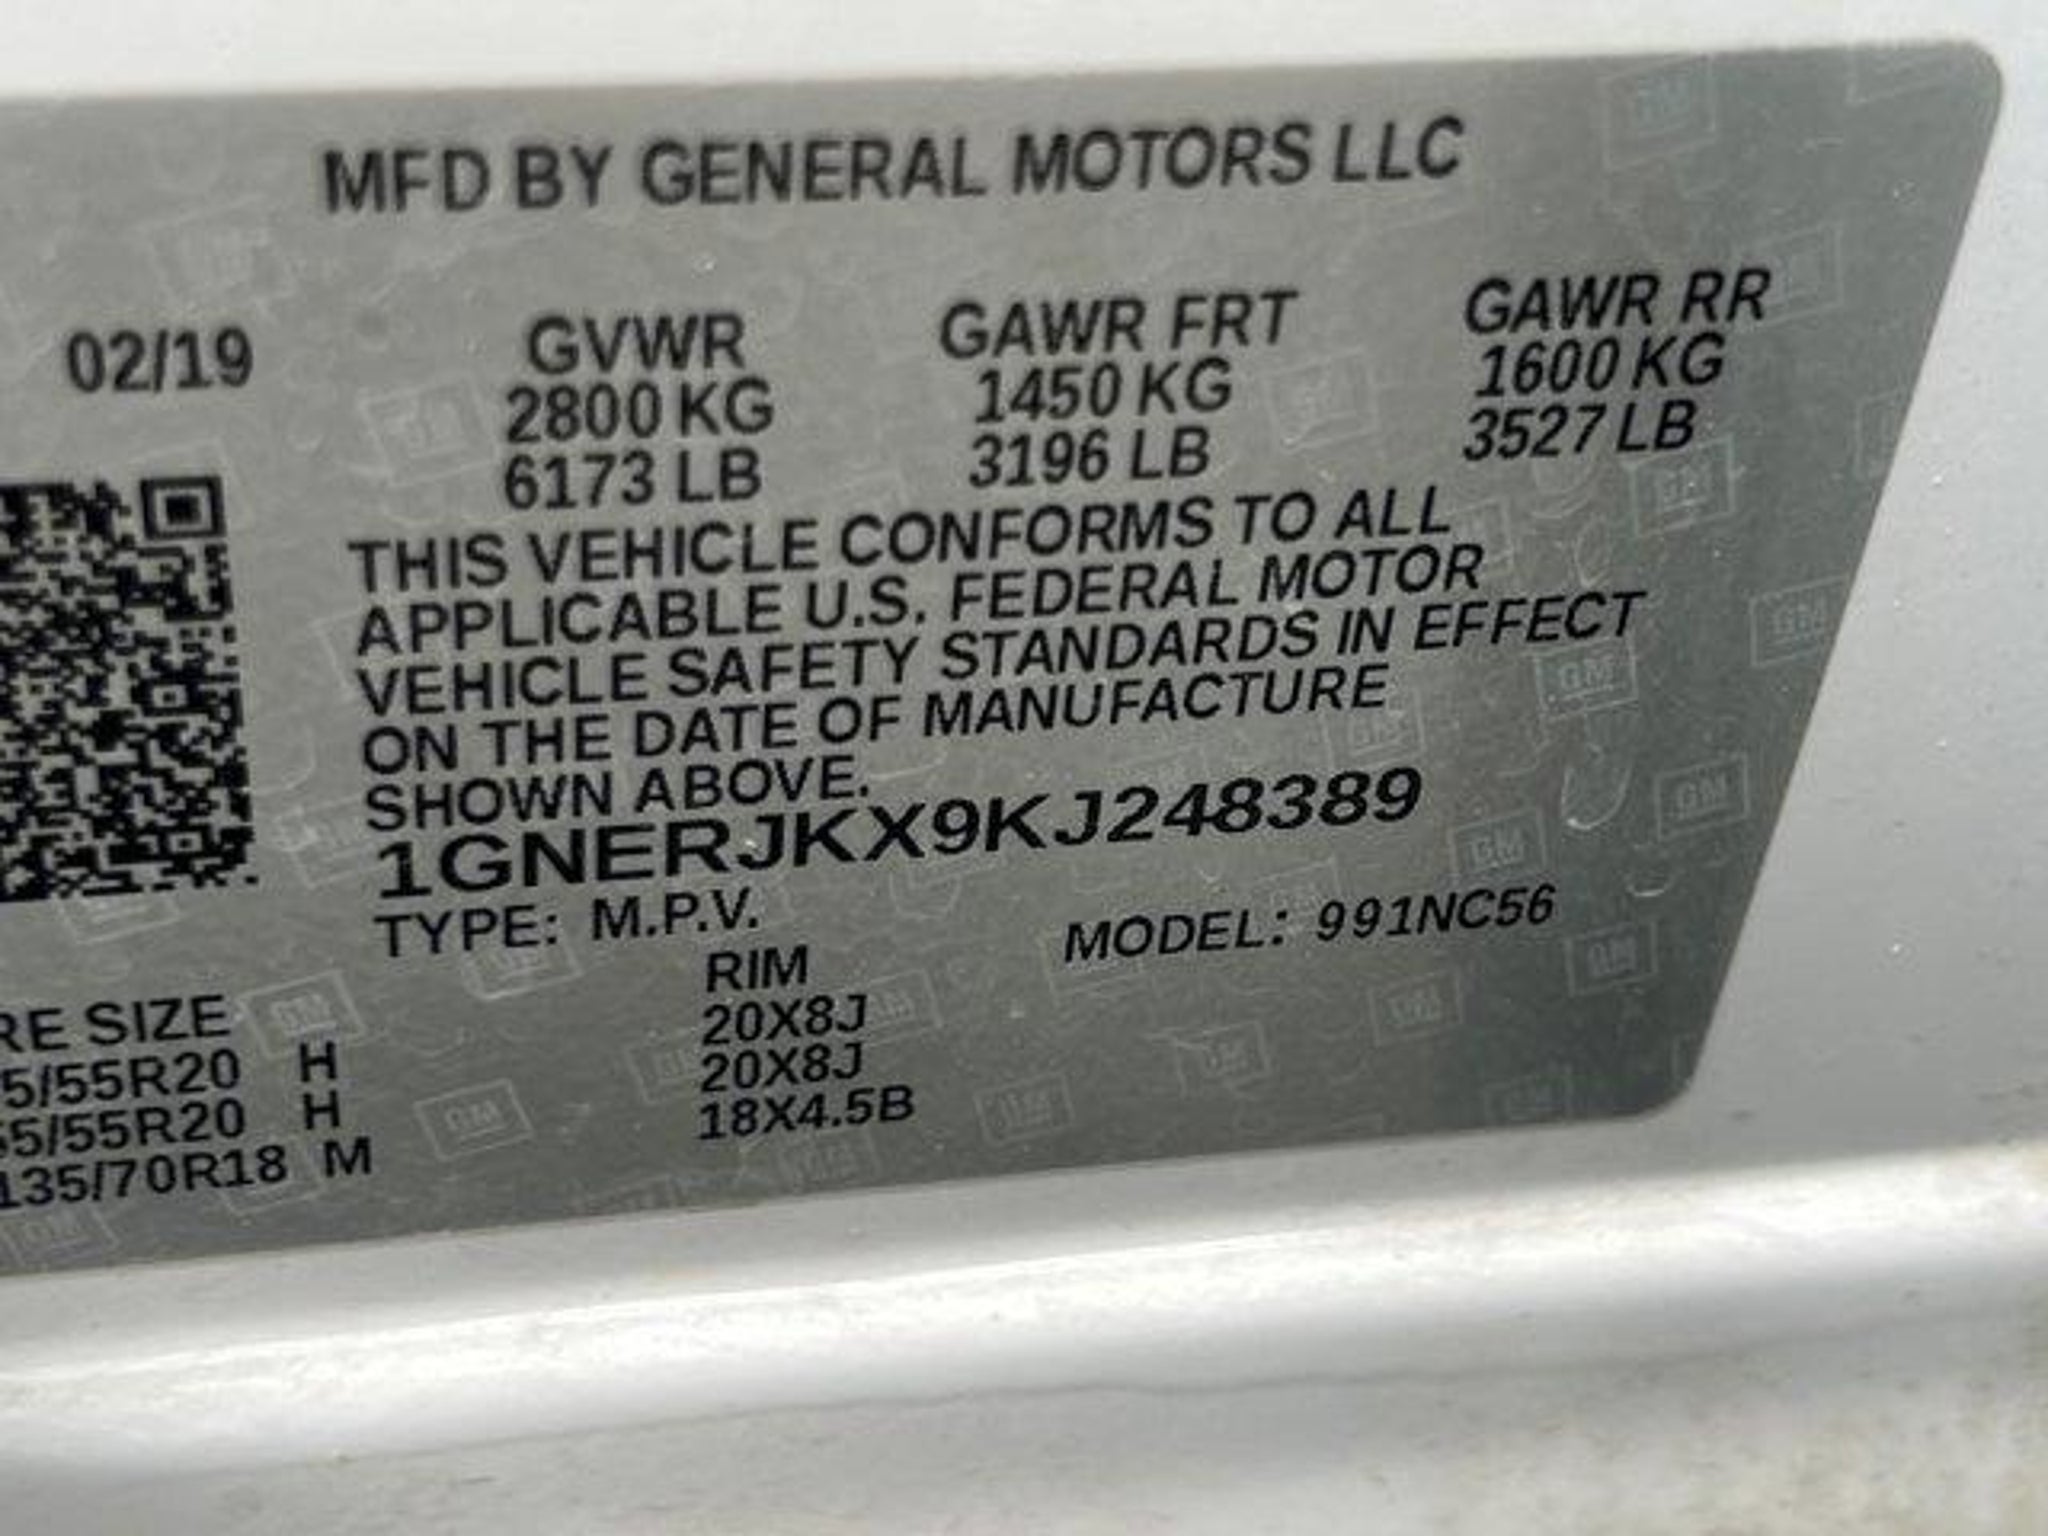 MFD BY GENERAL MOTORS LLC
02/19 GVWR GAWR FRT GAWR RR
2800 KG 1450 KG 1600 KG
6173 LB 3196 LB 3527 LB
THIS VEHICLE CONFORMS TO ALL
APPLICABLE U.S. FEDERAL MOTOR
VEHICLE SAFETY STANDARDS IN EFFECT
ON THE DATE OF MANUFACTURE
SHOWN ABOVE.
1GNERJKX9KJ248389
TYPE: M.P.V. MODEL: 991NC56
RE SIZE RIM
5/55R20 H 20X8J
55/55R20 H 20X8J
135/70R18 M 18X4.5B